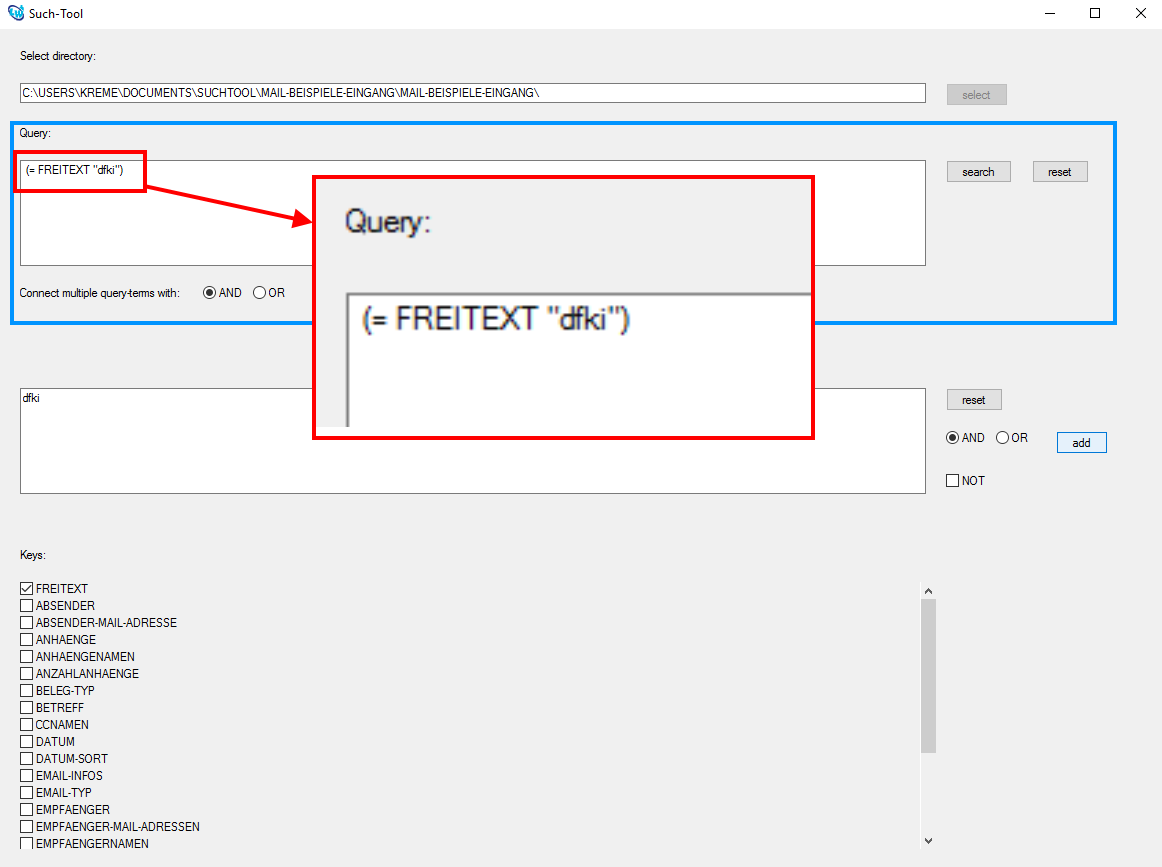 Such-Tool
Select directory:
C:\USERS\KREME\DOCUMENTS\SUCHTOOL\MAIL-BEISPIELE-EINGANG\MAIL-BEISPIELE-EINGANG\
select
Query:
(= FREITEXT "dfki")
search
reset
Query:
(= FREITEXT "dfki")
Connect multiple query-terms with:
AND
OR
dfki
reset
AND
OR
add
NOT
Keys:
FREITEXT
ABSENDER
ABSENDER-MAIL-ADRESSE
ANHAENGE
ANHAENGENAMEN
ANZAHLANHAENGE
BELEG-TYP
BETREFF
CCNAMEN
DATUM
DATUM-SORT
EMAIL-INFOS
EMAIL-TYP
EMPFAENGER
EMPFAENGER-MAIL-ADRESSEN
EMPFAENGERNAMEN